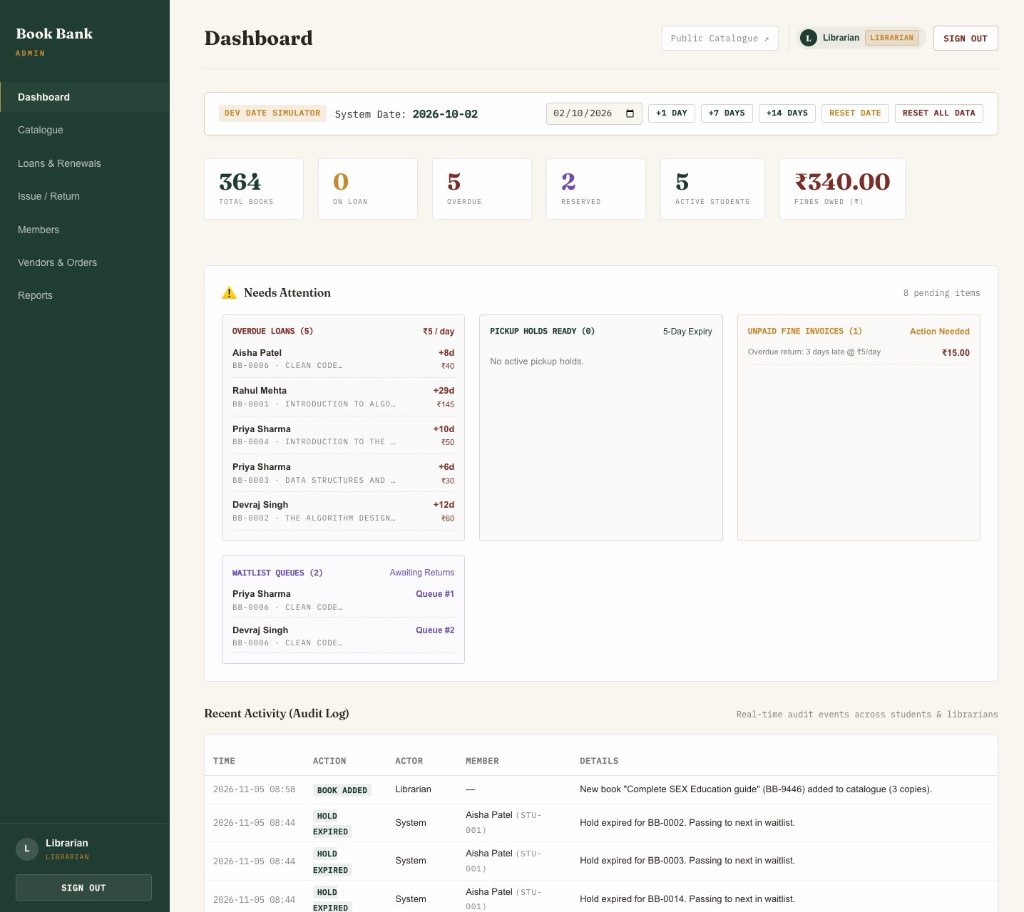 Book Bank
ADMIN
Dashboard
Catalogue
Loans & Renewals
Issue / Return
Members
Vendors & Orders
Reports
L
Librarian
LIBRARIAN
SIGN OUT
Dashboard
Public Catalogue ↗
L Librarian LIBRARIAN
SIGN OUT
DEV DATE SIMULATOR System Date: 2026-10-02
02/10/2026
+1 DAY
+7 DAYS
+14 DAYS
RESET DATE
RESET ALL DATA
364
TOTAL BOOKS
0
ON LOAN
5
OVERDUE
2
RESERVED
5
ACTIVE STUDENTS
₹340.00
FINES OWED (₹)
⚠️ Needs Attention
8 pending items
OVERDUE LOANS (5) ₹5 / day
Aisha Patel +8d
BB-0006 · CLEAN CODE… ₹40
Rahul Mehta +29d
BB-0001 · INTRODUCTION TO ALGO… ₹145
Priya Sharma +10d
BB-0004 · INTRODUCTION TO THE … ₹50
Priya Sharma +6d
BB-0003 · DATA STRUCTURES AND … ₹30
Devraj Singh +12d
BB-0002 · THE ALGORITHM DESIGN… ₹60
PICKUP HOLDS READY (0) 5-Day Expiry
No active pickup holds.
UNPAID FINE INVOICES (1) Action Needed
Overdue return: 3 days late @ ₹5/day ₹15.00
WAITLIST QUEUES (2) Awaiting Returns
Priya Sharma Queue #1
BB-0006 · CLEAN CODE…
Devraj Singh Queue #2
BB-0006 · CLEAN CODE…
Recent Activity (Audit Log)
Real-time audit events across students & librarians
TIME ACTION ACTOR MEMBER DETAILS
2026-11-05 08:58 BOOK ADDED Librarian — New book "Complete SEX Education guide" (BB-9446) added to catalogue (3 copies).
2026-11-05 08:44 HOLD EXPIRED System Aisha Patel (STU-001) Hold expired for BB-0002. Passing to next in waitlist.
2026-11-05 08:44 HOLD EXPIRED System Aisha Patel (STU-001) Hold expired for BB-0003. Passing to next in waitlist.
2026-11-05 08:44 HOLD EXPIRED System Aisha Patel (STU-001) Hold expired for BB-0014. Passing to next in waitlist.